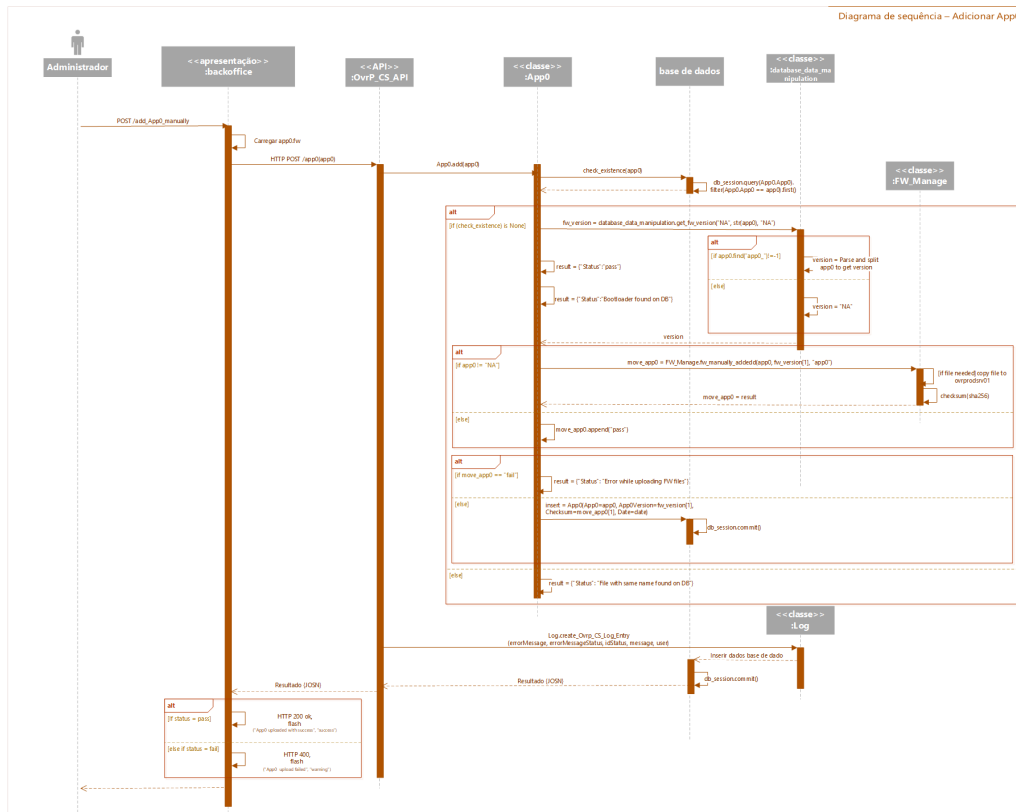 Diagrama de sequência – Adicionar App0
Administrador
<<apresentação>>
:backoffice
<<API>>
:OvrP_CS_API
<<classe>>
:App0
base de dados
<<classe>>
:database_data_ma
nipulation
POST /add_App0_manually
Carregar app0.fw
HTTP POST /app0(app0)
App0.add(app0)
check_existence(app0)
db_session.query(App0.App0).
filter(App0.App0 == app0).first()
<<classe>>
:FW_Manage
alt
[if (check_existence) is None]
fw_version = database_data_manipulation.get_fw_version("NA", str(app0), "NA")
alt
[if app0.find('app0_')!=-1]
version = Parse and split
app0 to get version
result = {"Status":"pass"}
[else]
result = {"Status":"Bootloader found on DB"}
version = "NA"
version
alt
[if app0 != "NA"]
move_app0 = FW_Manage.fw_manually_addedd(app0, fw_version[1], "app0")
[if file needed] copy file to
ovrprodsrv01
checksum(sha256)
move_app0 = result
[else]
move_app0.append("pass")
alt
[if move_app0 == "fail"]
result = {"Status": "Error while uploading FW files"}
[else]
insert = App0(App0=app0, App0Version=fw_version[1],
Checksum=move_app0[1], Date=date)
db_session.commit()
[else]
result = {"Status": "File with same name found on DB"}
<<classe>>
:Log
Log.create_Ovrp_CS_Log_Entry
(errorMessage, errorMessageStatus, idStatus, message, user)
Inserir dados base de dado
db_session.commit()
Resultado (JOSN)
Resultado (JOSN)
alt
[if status = pass]
HTTP 200 ok,
flash
("App0 uploaded with success", "success")
[else if status = fail]
HTTP 400,
flash
("App0 upload failed", "warning")